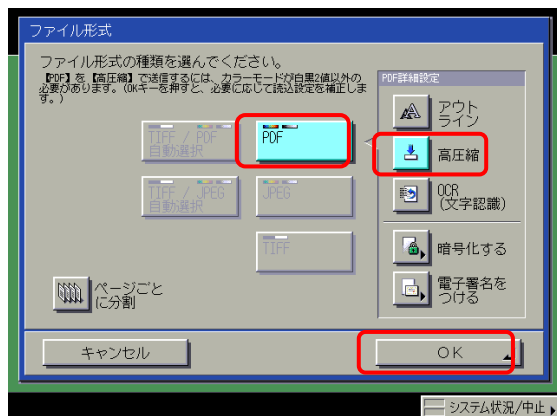 ファイル形式
ファイル形式の種類を選んでください。
【PDF】を【高圧縮】で送信するには、カラーモードが白黒2値以外の
必要があります。(OKキーを押すと、必要に応じて読込設定を補正しま
す。)
TIFF / PDF
自動選択
PDF
TIFF / JPEG
自動選択
JPEG
TIFF
ページごと
に分割
PDF詳細設定
アウト
ライン
高圧縮
OCR
(文字認識)
暗号化する
電子署名を
つける
キャンセル
OK
システム状況/中止